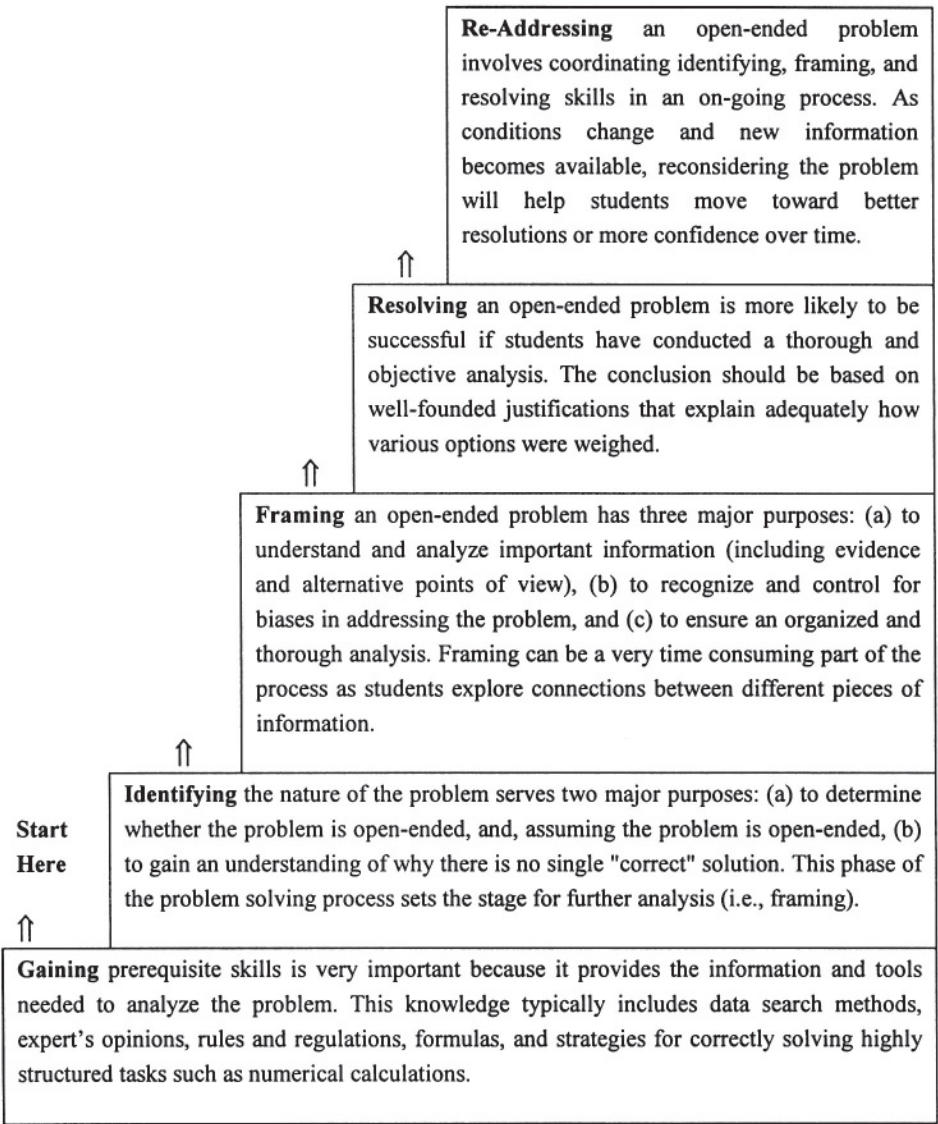 Re-Addressing an open-ended problem
involves coordinating identifying, framing, and
resolving skills in an on-going process. As
conditions change and new information
becomes available, reconsidering the problem
will help students move toward better
resolutions or more confidence over time.
⇑
Resolving an open-ended problem is more likely to be
successful if students have conducted a thorough and
objective analysis. The conclusion should be based on
well-founded justifications that explain adequately how
various options were weighed.
⇑
Framing an open-ended problem has three major purposes: (a) to
understand and analyze important information (including evidence
and alternative points of view), (b) to recognize and control for
biases in addressing the problem, and (c) to ensure an organized and
thorough analysis. Framing can be a very time consuming part of the
process as students explore connections between different pieces of
information.
⇑
Identifying the nature of the problem serves two major purposes: (a) to determine
whether the problem is open-ended, and, assuming the problem is open-ended, (b)
to gain an understanding of why there is no single "correct" solution. This phase of
the problem solving process sets the stage for further analysis (i.e., framing).
Start
Here
⇑
Gaining prerequisite skills is very important because it provides the information and tools
needed to analyze the problem. This knowledge typically includes data search methods,
expert's opinions, rules and regulations, formulas, and strategies for correctly solving highly
structured tasks such as numerical calculations.